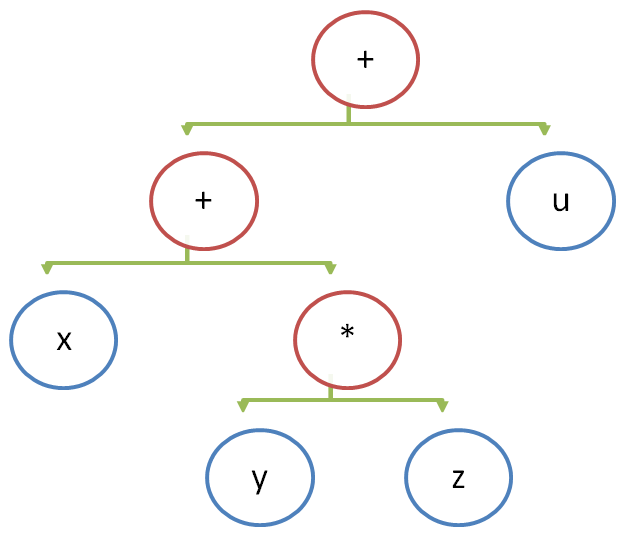 +
+ u
x *
y z